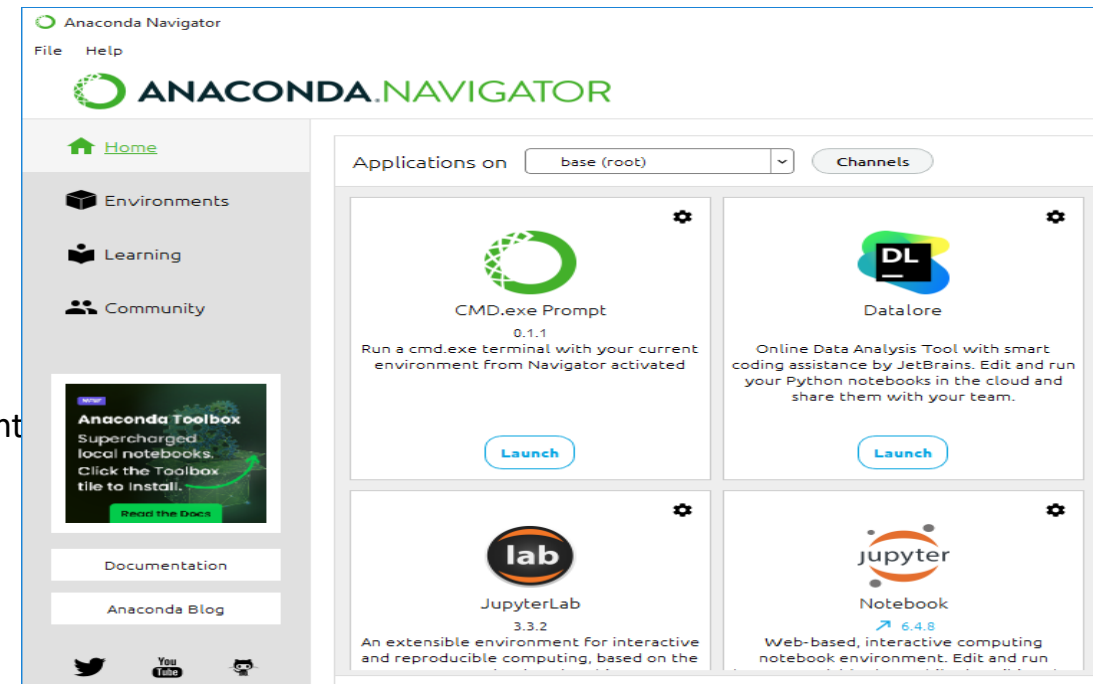 Anaconda Navigator
File Help
ANACONDA.NAVIGATOR
Home
Environments
Learning
Community
nt
NEW
Anaconda Toolbox
Supercharged
local notebooks.
Click the Toolbox
tile to install.
Read the Docs
Documentation
Anaconda Blog
You
Tube
Applications on base (root) Channels
CMD.exe Prompt
0.1.1
Run a cmd.exe terminal with your current
environment from Navigator activated
Launch
DL
Datalore
Online Data Analysis Tool with smart
coding assistance by JetBrains. Edit and run
your Python notebooks in the cloud and
share them with your team.
Launch
lab
JupyterLab
3.3.2
An extensible environment for interactive
and reproducible computing, based on the
jupyter
Notebook
6.4.8
Web-based, interactive computing
notebook environment. Edit and run